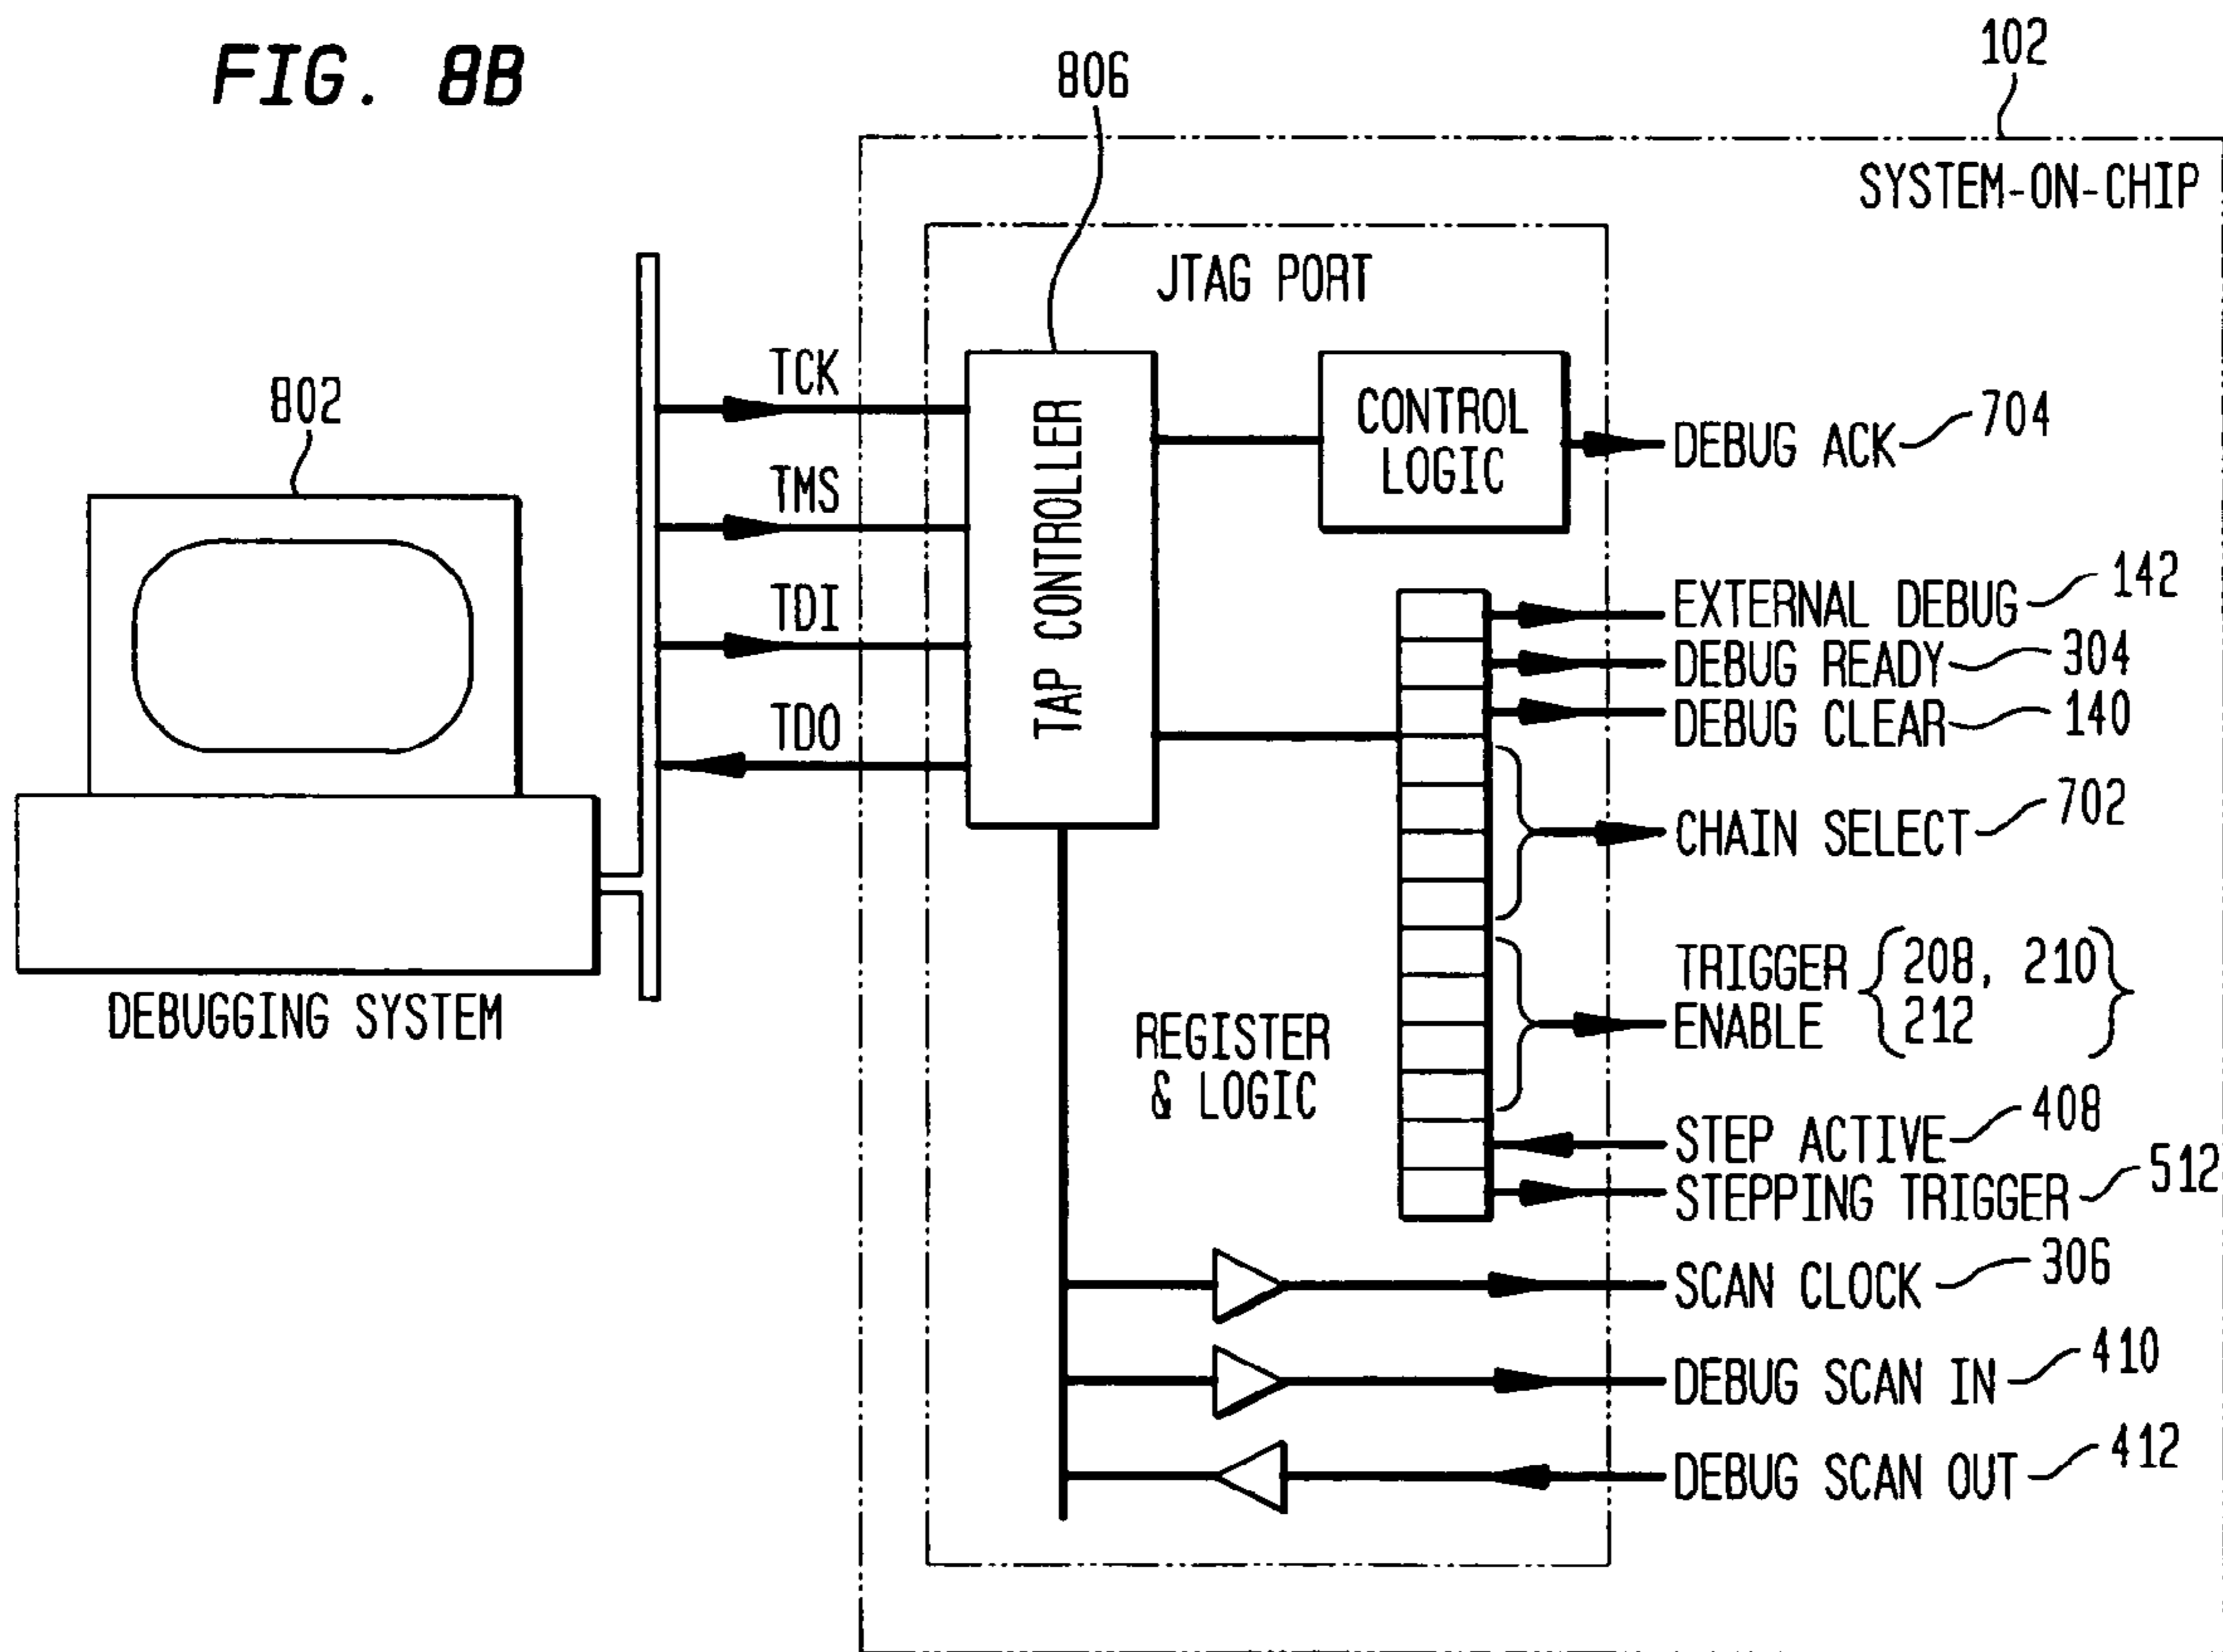 FIG. 8B
102
806
SYSTEM-ON-CHIP
JTAG PORT
802
TCK
TMS
TDI
TDO
TAP CONTROLLER
CONTROL
LOGIC
DEBUG ACK 704
EXTERNAL DEBUG 142
DEBUG READY 304
DEBUG CLEAR 140
CHAIN SELECT 702
TRIGGER ENABLE {208, 210
212}
REGISTER
& LOGIC
STEP ACTIVE 408
STEPPING TRIGGER 512
SCAN CLOCK 306
DEBUG SCAN IN 410
DEBUG SCAN OUT 412
DEBUGGING SYSTEM